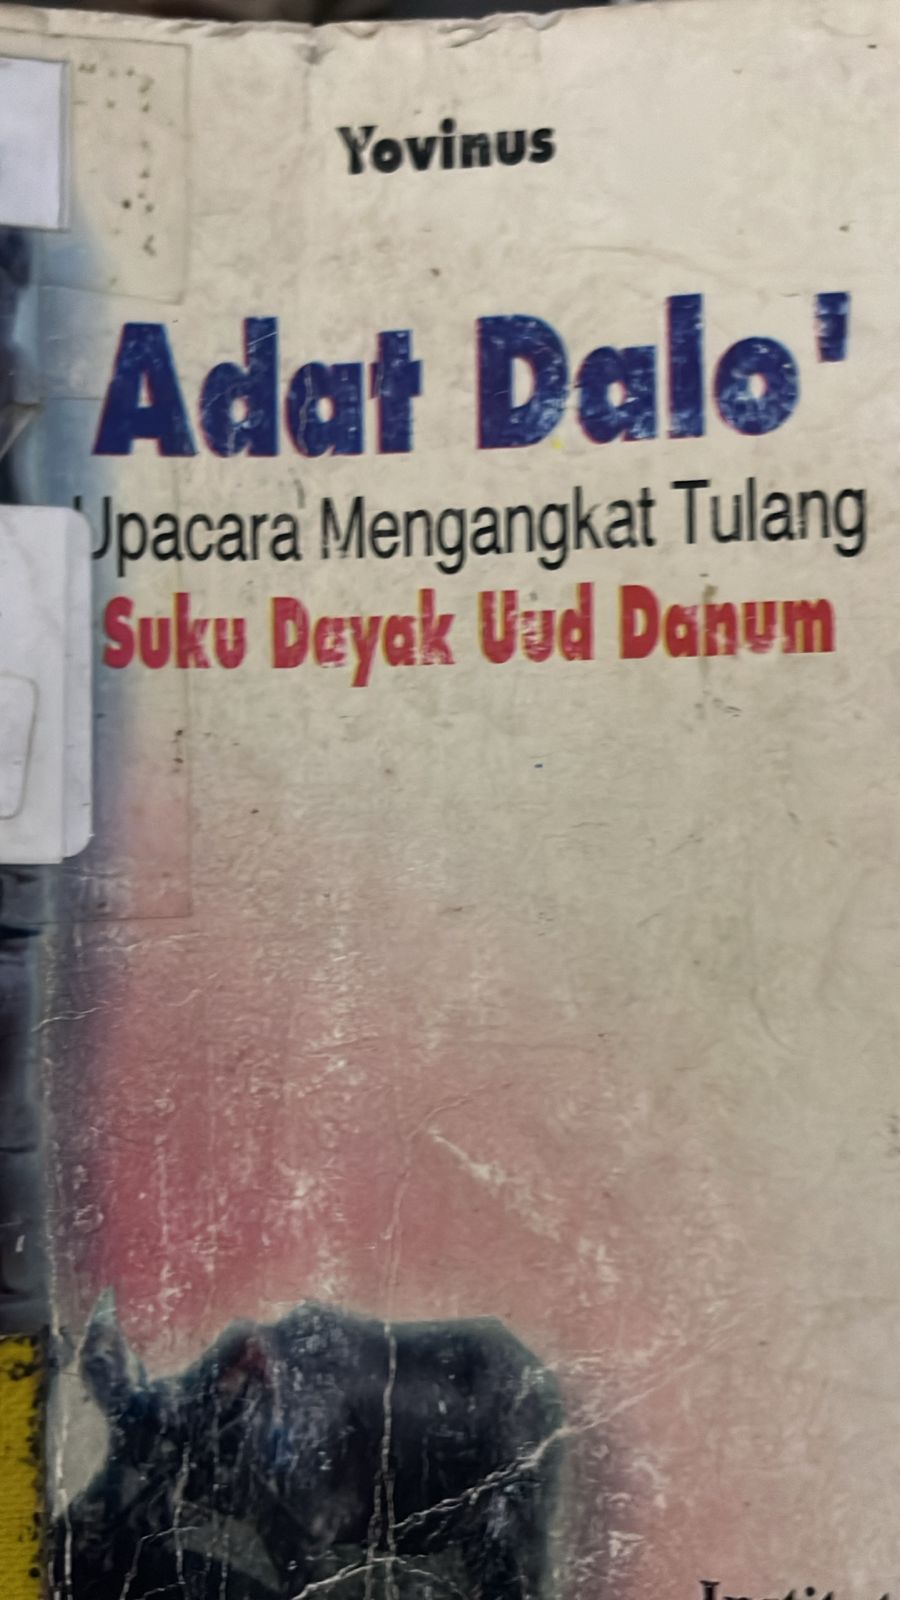 Yovinus
Adat Dalo'
Upacara Mengangkat Tulang
Suku Dayak Uud Danum